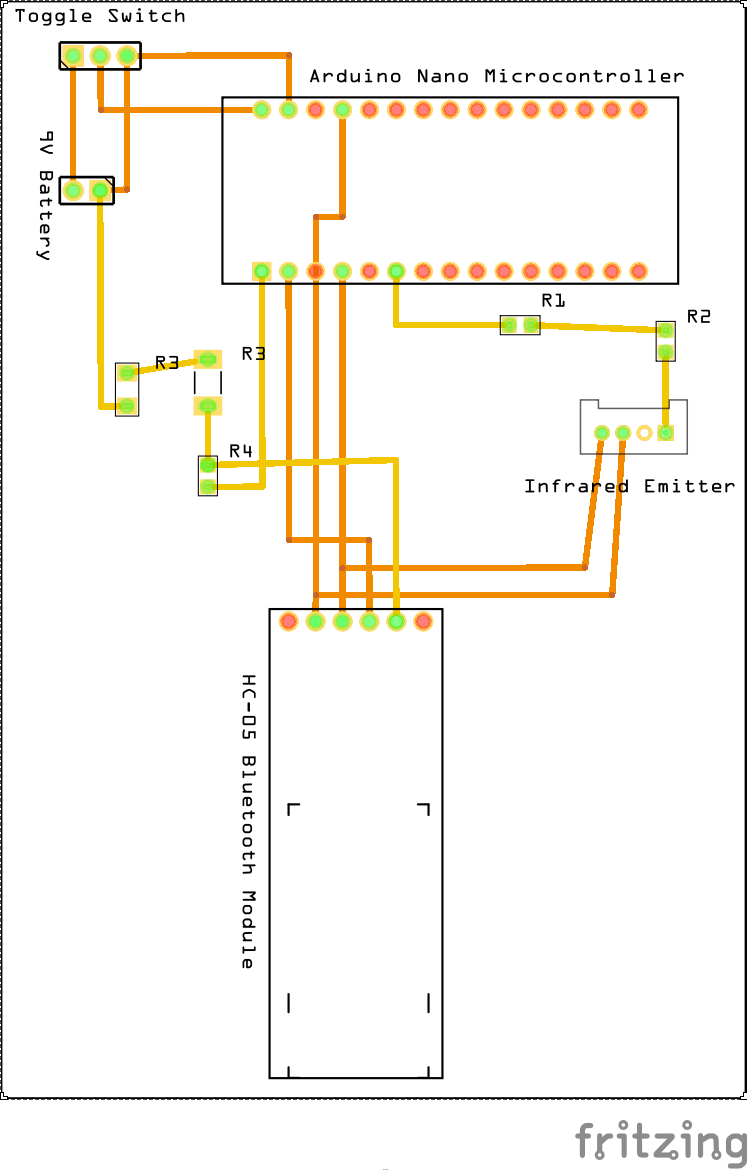 Toggle Switch
Arduino Nano Microcontroller
9V Battery
R1
R2
R3
R3
R4
Infrared Emitter
HC-05 Bluetooth Module
fritzing